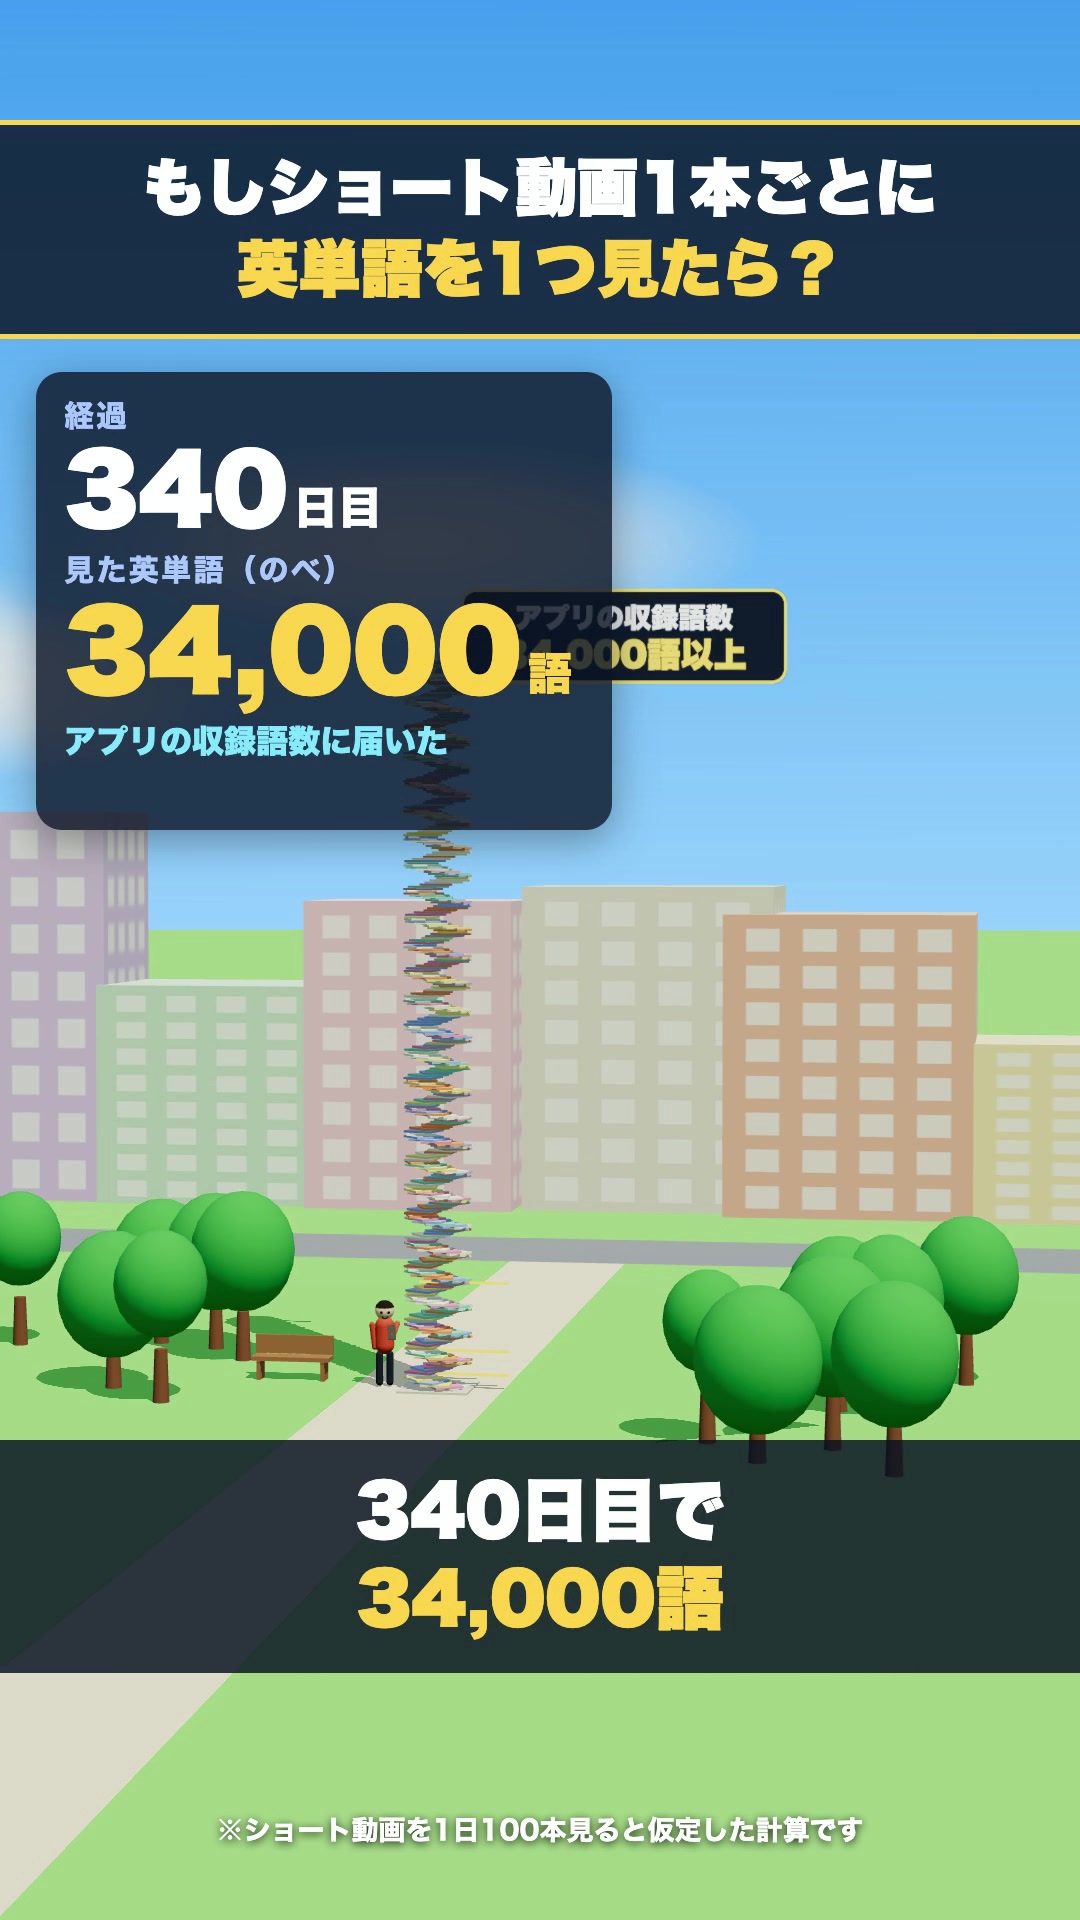 もしショート動画1本ごとに
英単語を1つ見たら？
経過
340日目
見た英単語（のべ）
34,000語
アプリの収録語数に届いた
アプリの収録語数
34,000語以上
340日目で
34,000語
※ショート動画を1日100本見ると仮定した計算です